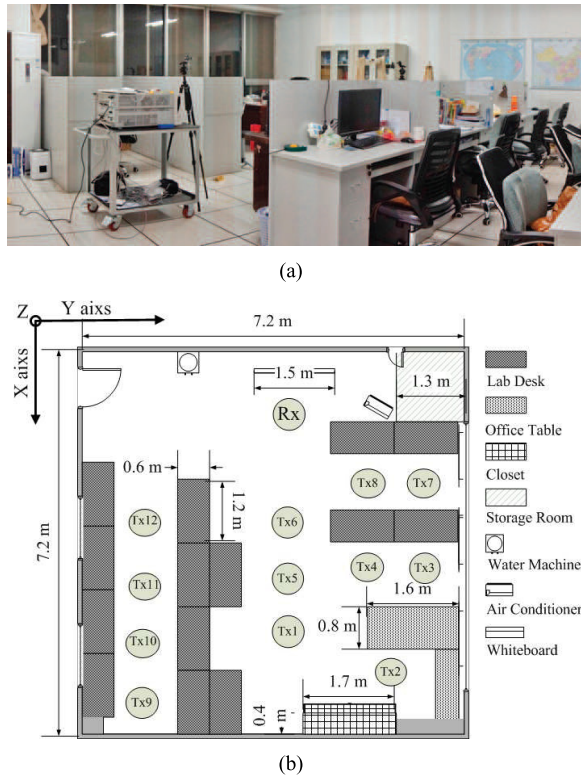 (a)
Z
Y aixs
X aixs
7.2 m
7.2 m
1.5 m
1.3 m
Rx
0.6 m
1.2 m
Tx8
Tx7
Tx12
Tx6
Tx11
Tx5
Tx4
Tx3
1.6 m
Tx10
Tx1
0.8 m
Tx2
Tx9
1.7 m
0.4 m
Lab Desk
Office Table
Closet
Storage Room
Water Machine
Air Conditioner
Whiteboard
(b)